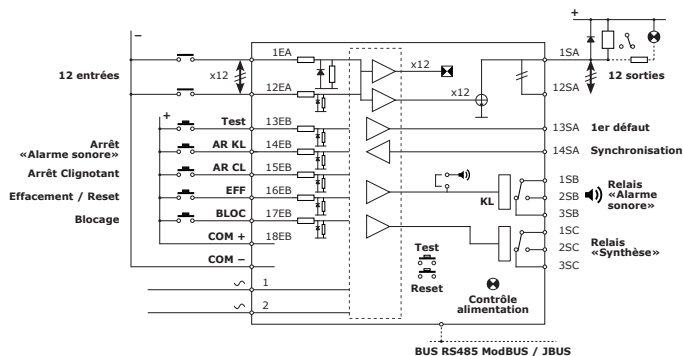 +
−
1EA
1SA
12 entrées
x12
x12
x12
12 sorties
12EA
12SA
+
Test
13EB
13SA
1er défaut
Arrêt
«Alarme sonore»
AR KL
14EB
14SA
Synchronisation
Arrêt Clignotant
AR CL
15EB
Effacement / Reset
EFF
16EB
KL
1SB
2SB
3SB
Relais
«Alarme
sonore»
Blocage
BLOC
17EB
COM +
18EB
1SC
2SC
3SC
Relais
«Synthèse»
COM −
Test
Reset
1
2
Contrôle
alimentation
BUS RS485 ModBUS / JBUS